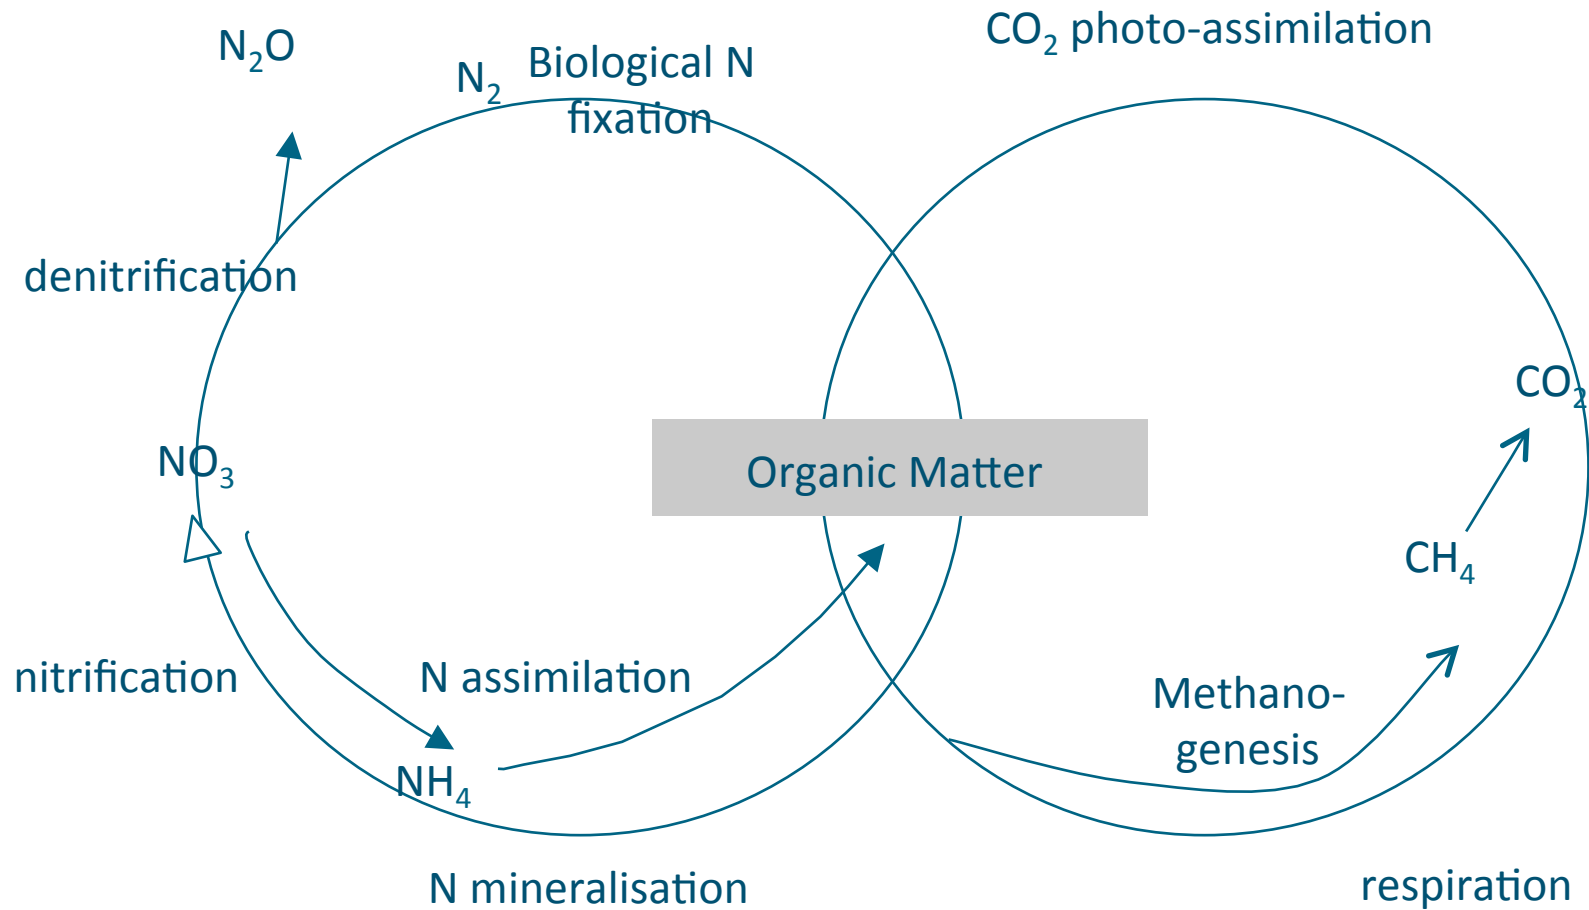 CO₂ photo-assimilation
N₂O
N₂
Biological N
fixation
denitrification
CO₂
NO₃
Organic Matter
CH₄
nitrification
N assimilation
Methano-
genesis
NH₄
N mineralisation
respiration